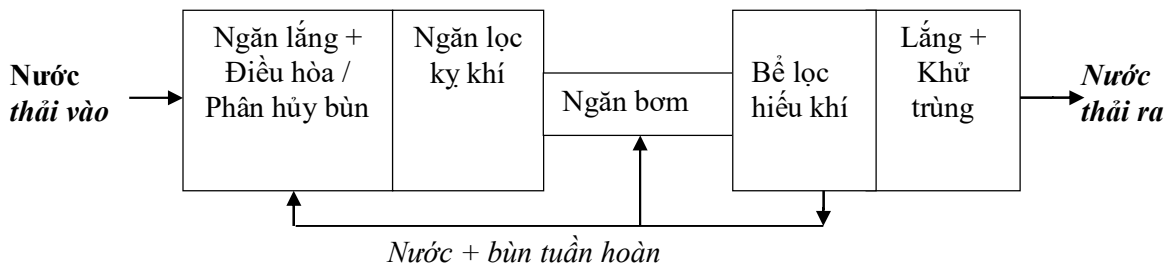 Nước
thải vào
Ngăn lắng +
Điều hòa /
Phân hủy bùn
Ngăn lọc
kỵ khí
Ngăn bơm
Bể lọc
hiếu khí
Lắng +
Khử
trùng
Nước
thải ra
Nước + bùn tuần hoàn